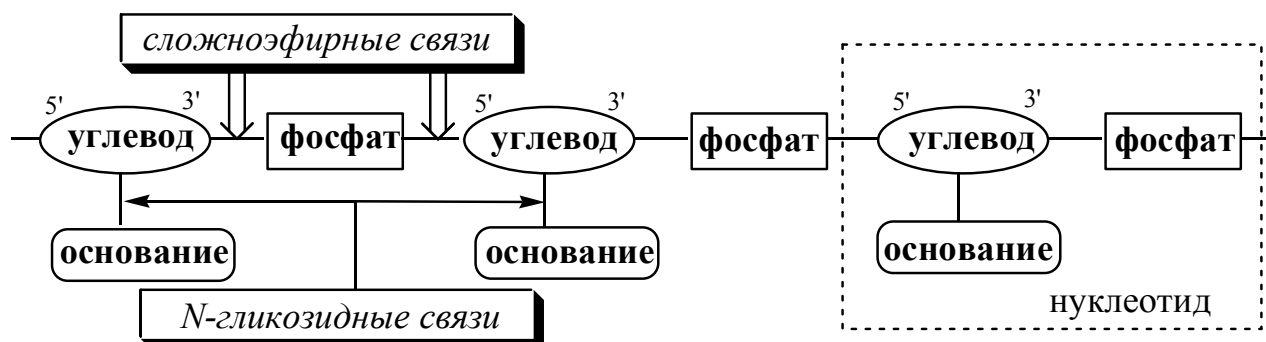 сложноэфирные связи
5' 3' 5' 3' 5' 3'
углевод фосфат углевод фосфат углевод фосфат
основание основание основание
N-гликозидные связи
нуклеотид